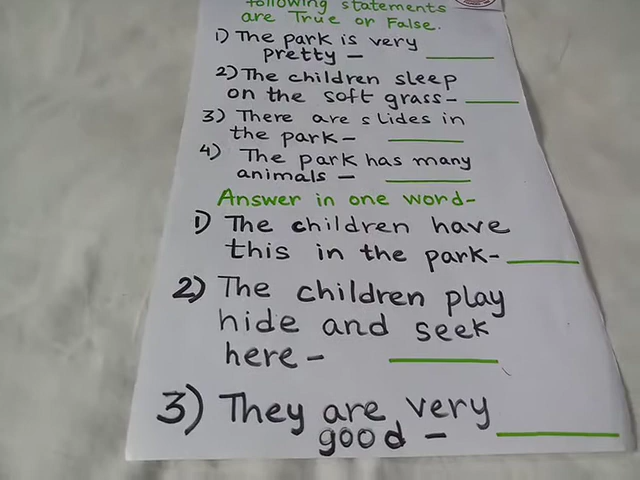 following statements
are True or False.
1) The park is very
pretty –
2) The children sleep
on the soft grass-
3) There are slides in
the park-
4) The park has many
animals –
Answer in one word-
1) The children have
this in the park-
2) The children play
hide and seek
here -
3) They are very
good -